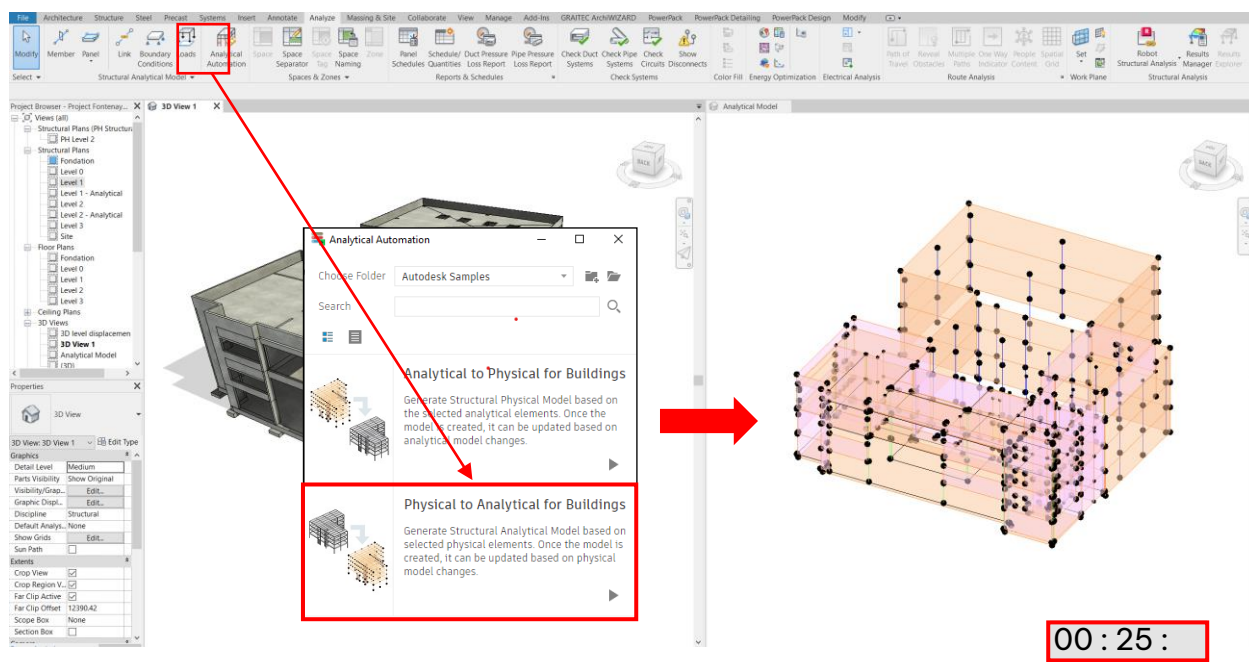 File Architecture Structure Steel Precast Systems Insert Annotate Analyze Massing & Site Collaborate View Manage Add-Ins GRAITEC ArchiWIZARD PowerPack PowerPack Detailing PowerPack Design Modify
Modify Member Panel Link Boundary Conditions Loads Analytical Automation Space Space Separator Space Tag Space Naming Zone Panel Schedules Schedule/ Quantities Duct Pressure Loss Report Pipe Pressure Loss Report Check Duct Systems Check Pipe Systems Check Circuits Show Disconnects Path of Travel Reveal Obstacles Multiple Paths One Way Indicator People Content Spatial Grid Set Robot Structural Analysis Results Manager Results Explorer
Select Structural Analytical Model Spaces & Zones Reports & Schedules Check Systems Color Fill Energy Optimization Electrical Analysis Route Analysis Work Plane Structural Analysis
Project Browser - Project Fontenay...
3D View 1
Analytical Model
Views (all)
Structural Plans (PH Structur
PH Level 2
Structural Plans
Fondation
Level 0
Level 1
Level 1 - Analytical
Level 2
Level 2 - Analytical
Level 3
Site
Floor Plans
Fondation
Level 0
Level 1
Level 2
Level 3
Ceiling Plans
3D Views
3D level displacemen
3D View 1
Analytical Model
{3D}
Properties
3D View
3D View: 3D View 1 Edit Type
Graphics
Detail Level Medium
Parts Visibility Show Original
Visibility/Grap... Edit...
Graphic Displ... Edit...
Discipline Structural
Default Analys... None
Show Grids Edit...
Sun Path
Extents
Crop View
Crop Region V...
Far Clip Active
Far Clip Offset 12390.42
Scope Box None
Section Box
Analytical Automation
Choose Folder Autodesk Samples
Search
Analytical to Physical for Buildings
Generate Structural Physical Model based on
the selected analytical elements. Once the
model is created, it can be updated based on
analytical model changes.
Physical to Analytical for Buildings
Generate Structural Analytical Model based on
selected physical elements. Once the model is
created, it can be updated based on physical
model changes.
BACK
BACK
00 : 25 :